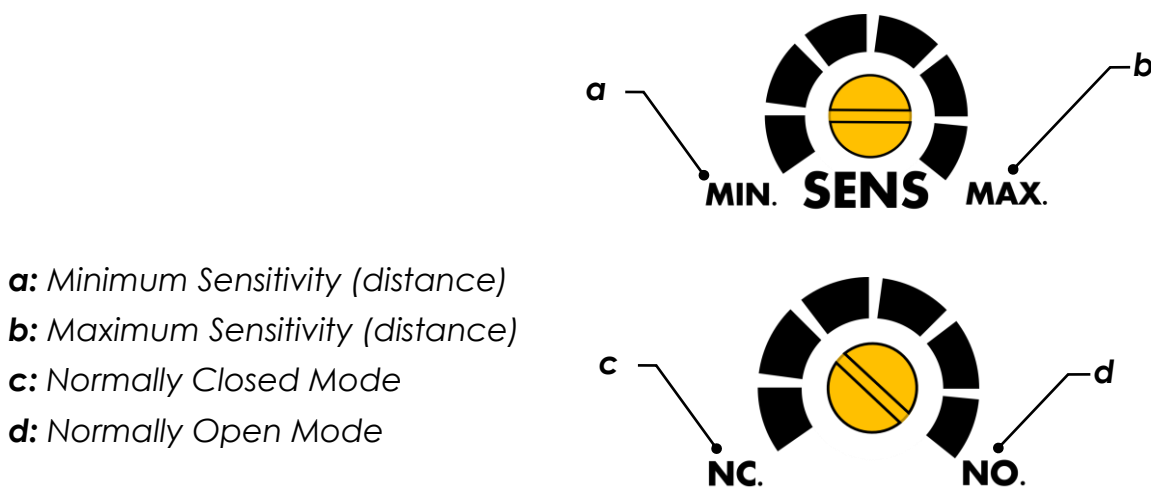 a
b
MIN. SENS MAX.
a: Minimum Sensitivity (distance)
b: Maximum Sensitivity (distance)
c: Normally Closed Mode
d: Normally Open Mode
c
d
NC. NO.